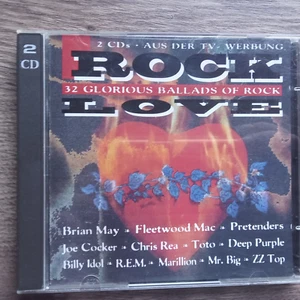 2
CD
2 CDs • AUS DER TV-WERBUNG
ROCK
32 GLORIOUS BALLADS OF ROCK
LOVE
Brian May • Fleetwood Mac • Pretenders
Joe Cocker • Chris Rea • Toto • Deep Purple
Billy Idol • R.E.M. • Marillion • Mr. Big • ZZ Top